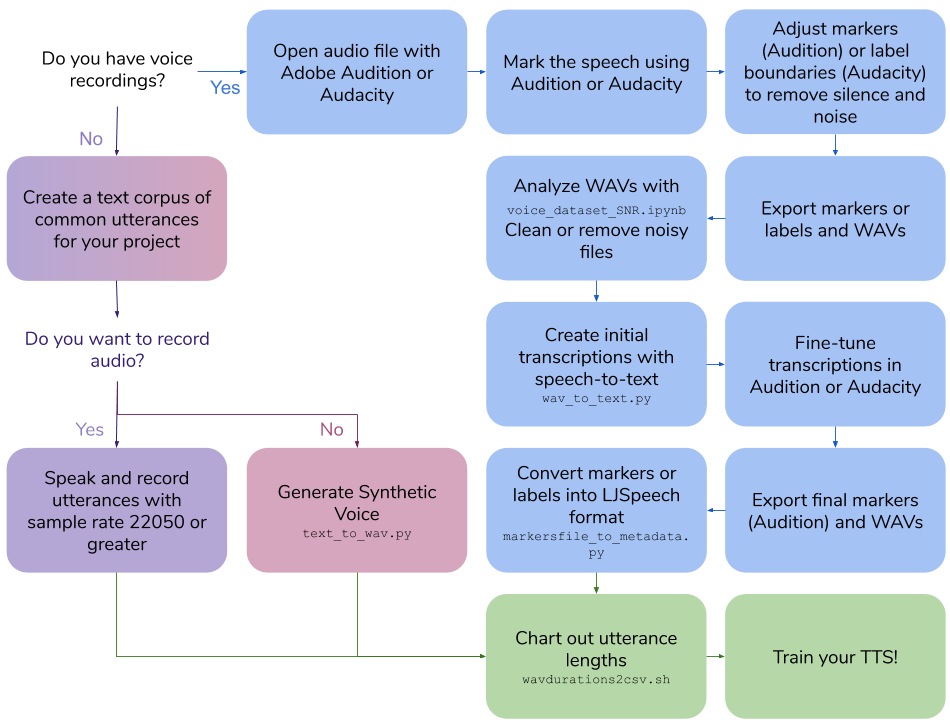 Do you have voice
recordings?
Yes
Open audio file with
Adobe Audition or
Audacity
Mark the speech using
Audition or Audacity
Adjust markers
(Audition) or label
boundaries (Audacity)
to remove silence and
noise
No
Create a text corpus of
common utterances
for your project
Analyze WAVs with
voice_dataset_SNR.ipynb
Clean or remove noisy
files
Export markers or
labels and WAVs
Do you want to record
audio?
Create initial
transcriptions with
speech-to-text
wav_to_text.py
Fine-tune
transcriptions in
Audition or Audacity
Yes
No
Speak and record
utterances with
sample rate 22050 or
greater
Generate Synthetic
Voice
text_to_wav.py
Convert markers or
labels into LJSpeech
format
markersfile_to_metadata.
py
Export final markers
(Audition) and WAVs
Chart out utterance
lengths
wavdurations2csv.sh
Train your TTS!